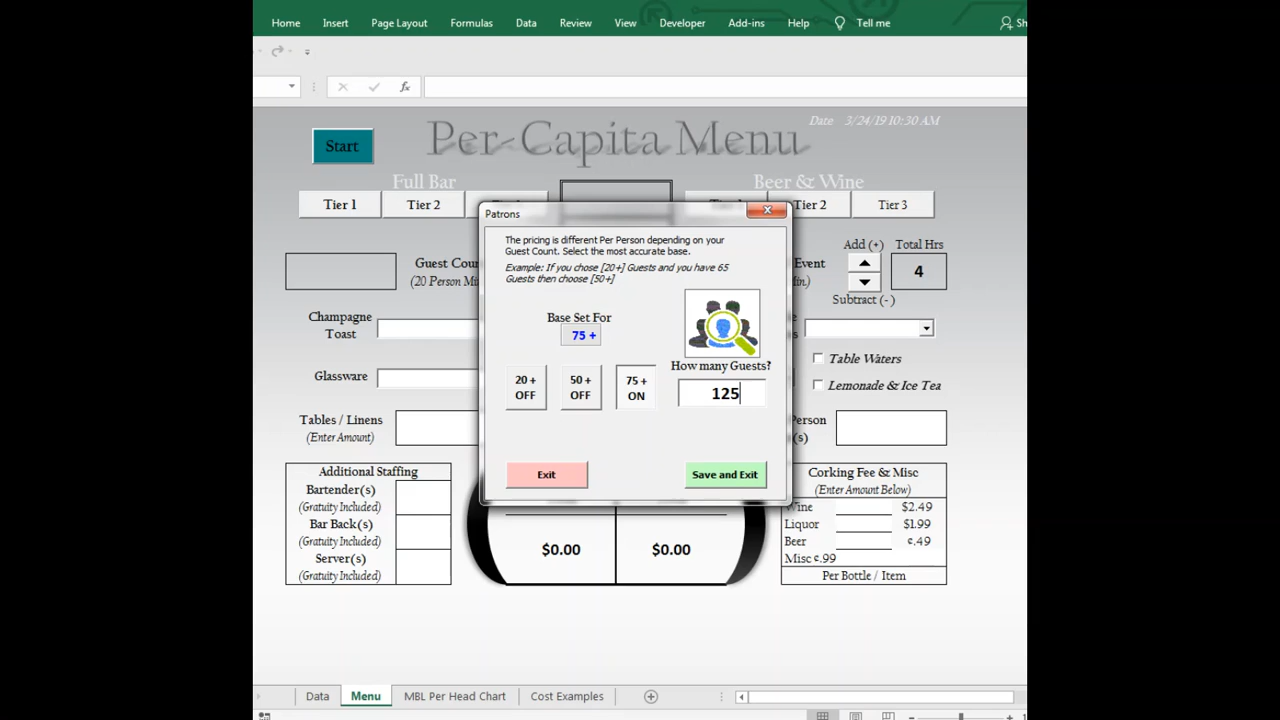 Home Insert Page Layout Formulas Data Review View Developer Add-ins Help Tell me Sh
fx
Date 3/24/19 10:30 AM
Start
Per-Capita Menu
Full Bar
Beer & Wine
Tier 1 Tier 2
Tier 2 Tier 3
Patrons
The pricing is different Per Person depending on your
Guest Count. Select the most accurate base.
Example: If you chose [20+] Guests and you have 65
Guests then choose [50+]
Base Set For
75 +
How many Guests?
20 +
OFF
50 +
OFF
75 +
ON
125
Exit
Save and Exit
Guest Cou
(20 Person Mi
Event
Add (+)
Total Hrs
4
Subtract (-)
Champagne
Toast
Table Waters
Glassware
Lemonade & Ice Tea
Tables / Linens
(Enter Amount)
Person
(s)
Additional Staffing
Bartender(s)
(Gratuity Included)
Bar Back(s)
(Gratuity Included)
Server(s)
(Gratuity Included)
$0.00 $0.00
Corking Fee & Misc
(Enter Amount Below)
Wine $2.49
Liquor $1.99
Beer ¢.49
Misc ¢.99
Per Bottle / Item
Data Menu MBL Per Head Chart Cost Examples